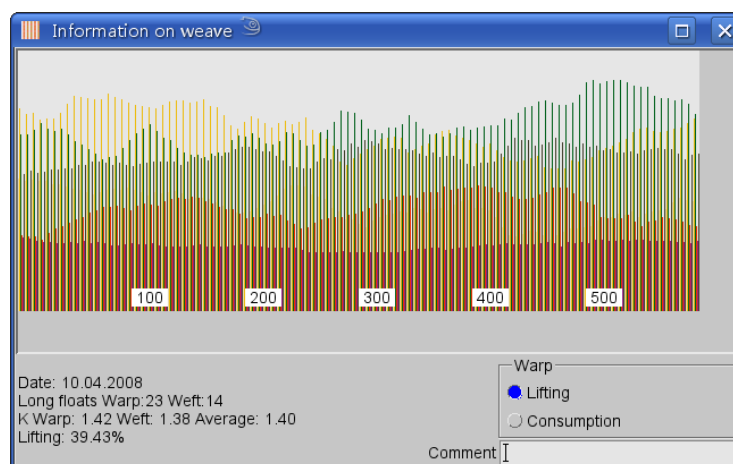 Information on weave
100 200 300 400 500
Date: 10.04.2008
Long floats Warp:23 Weft:14
K Warp: 1.42 Weft: 1.38 Average: 1.40
Lifting: 39.43%
Warp
Lifting
Consumption
Comment